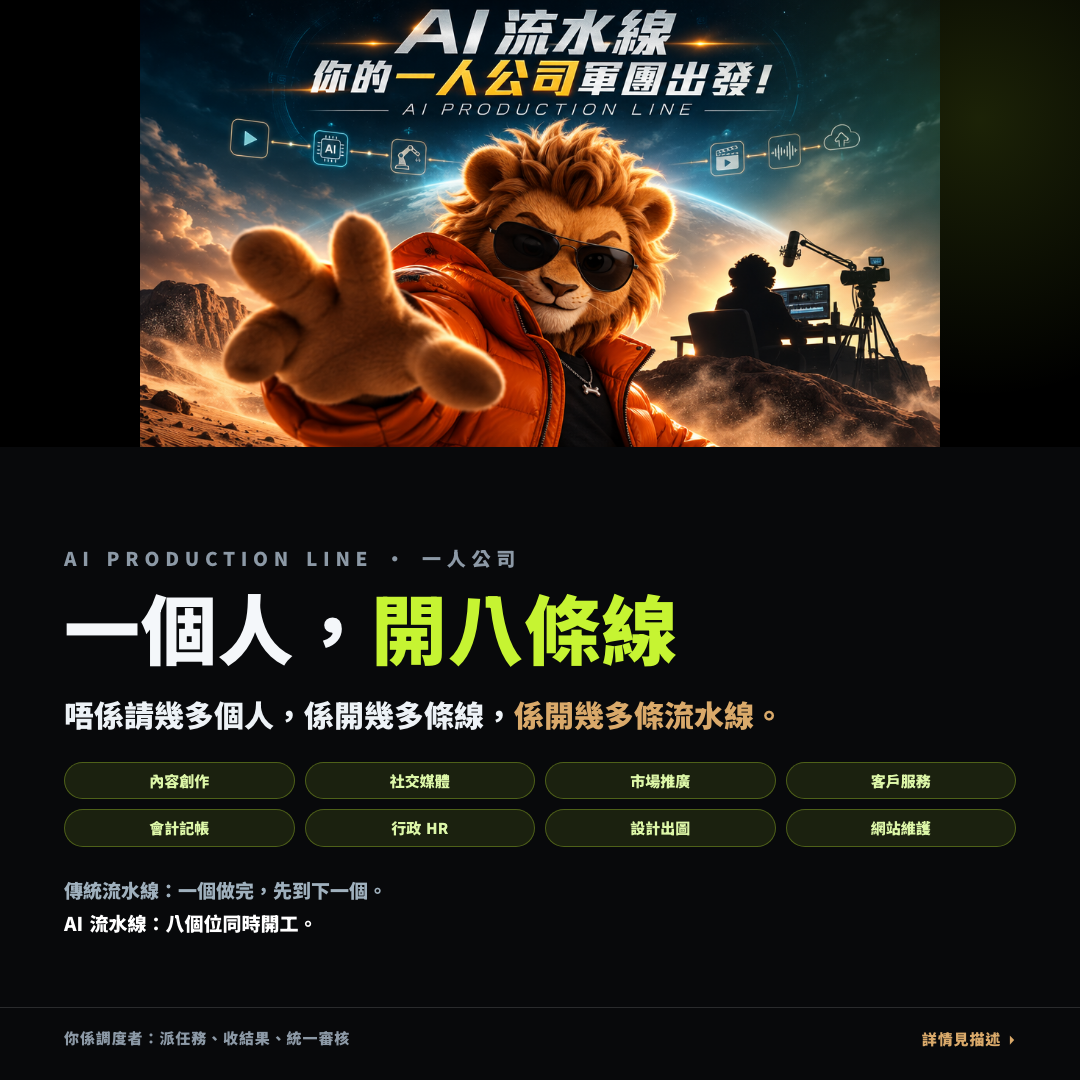 AI 流水線
你的一人公司軍團出發！
AI PRODUCTION LINE
AI
AI PRODUCTION LINE ・ 一人公司
一個人，開八條線
唔係請幾多個人，係開幾多條線，係開幾多條流水線。
內容創作
社交媒體
市場推廣
客戶服務
會計記帳
行政 HR
設計出圖
網站維護
傳統流水線：一個做完，先到下一個。
AI 流水線：八個位同時開工。
你係調度者：派任務、收結果、統一審核
詳情見描述